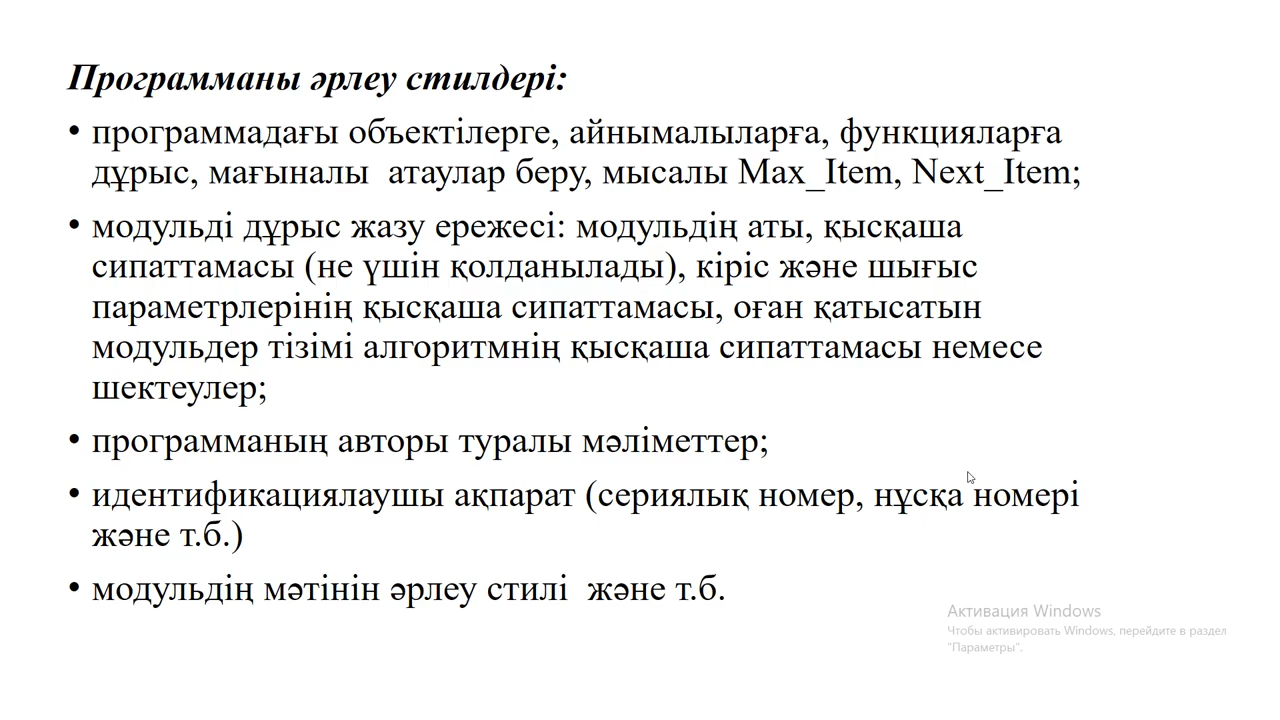 Программаны әрлеу стилдері:
• программадағы объектілерге, айнымалыларға, функцияларға
дұрыс, мағыналы  атаулар беру, мысалы Max_Item, Next_Item;
• модульді дұрыс жазу ережесі: модульдің аты, қысқаша
сипаттамасы (не үшін қолданылады), кіріс және шығыс
параметрлерінің қысқаша сипаттамасы, оған қатысатын
модульдер тізімі алгоритмнің қысқаша сипаттамасы немесе
шектеулер;
• программаның авторы туралы мәліметтер;
• идентификациялаушы ақпарат (сериялық номер, нұсқа номері
және т.б.)
• модульдің мәтінін әрлеу стилі  және т.б.
Активация Windows
Чтобы активировать Windows, перейдите в раздел
"Параметры".